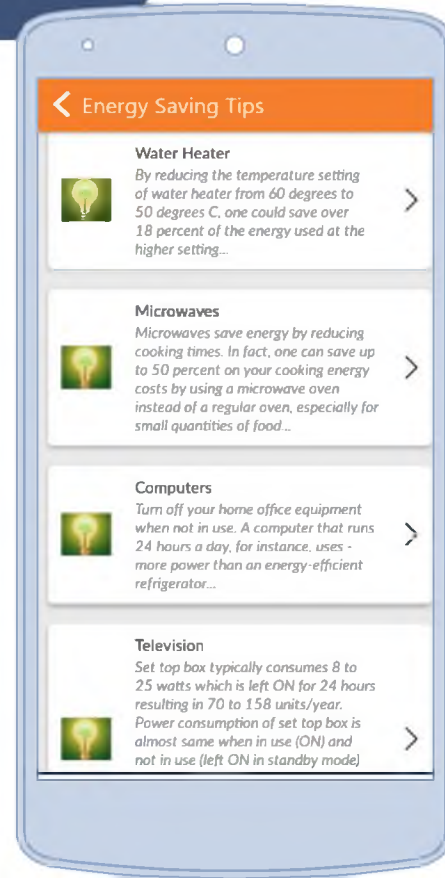 Energy Saving Tips
Water Heater
By reducing the temperature setting
of water heater from 60 degrees to
50 degrees C, one could save over
18 percent of the energy used at the
higher setting...
Microwaves
Microwaves save energy by reducing
cooking times. In fact, one can save up
to 50 percent on your cooking energy
costs by using a microwave oven
instead of a regular oven, especially for
small quantities of food...
Computers
Turn off your home office equipment
when not in use. A computer that runs
24 hours a day, for instance, uses -
more power than an energy-efficient
refrigerator...
Television
Set top box typically consumes 8 to
25 watts which is left ON for 24 hours
resulting in 70 to 158 units/year.
Power consumption of set top box is
almost same when in use (ON) and
not in use (left ON in standby mode)